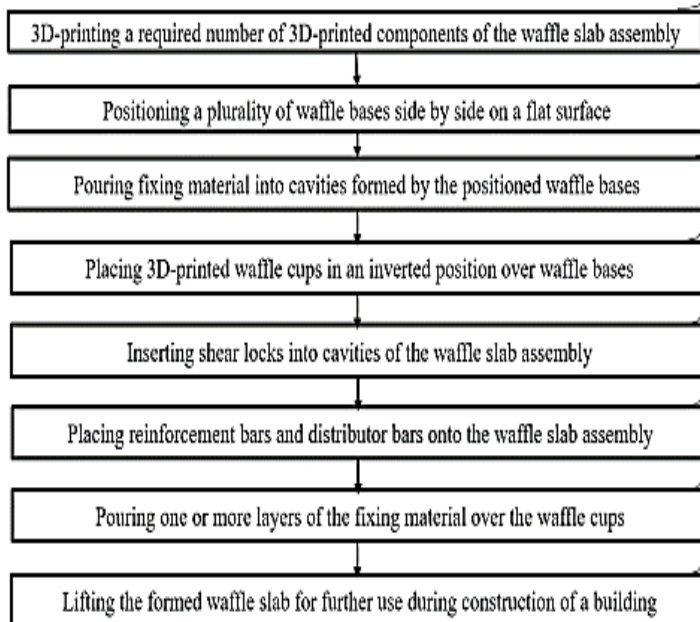 3D-printing a required number of 3D-printed components of the waffle slab assembly
Positioning a plurality of waffle bases side by side on a flat surface
Pouring fixing material into cavities formed by the positioned waffle bases
Placing 3D-printed waffle cups in an inverted position over waffle bases
Inserting shear locks into cavities of the waffle slab assembly
Placing reinforcement bars and distributor bars onto the waffle slab assembly
Pouring one or more layers of the fixing material over the waffle cups
Lifting the formed waffle slab for further use during construction of a building